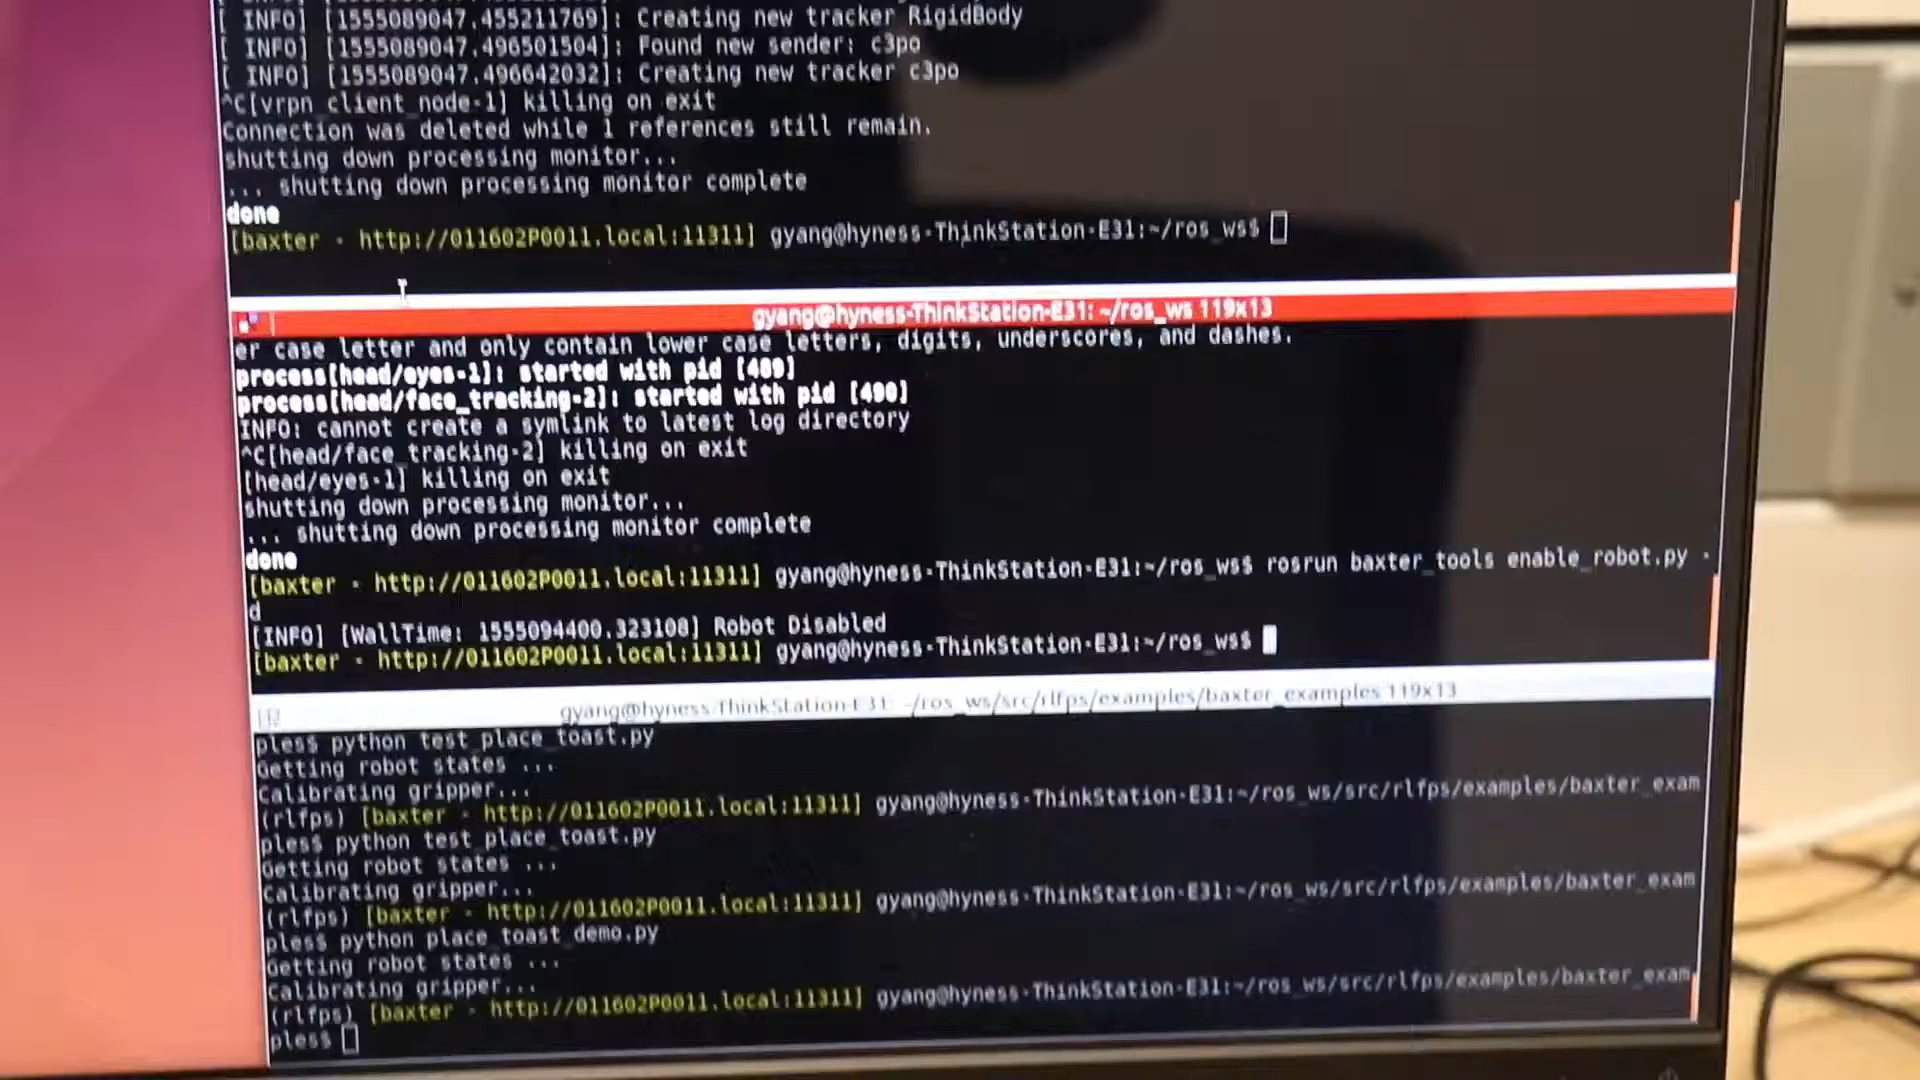 [ INFO] [1555089047.455211769]: Creating new tracker RigidBody
[ INFO] [1555089047.496501504]: Found new sender: c3po
[ INFO] [1555089047.496642032]: Creating new tracker c3po
^C[vrpn_client_node-1] killing on exit
Connection was deleted while 1 references still remain.
shutting down processing monitor...
... shutting down processing monitor complete
done
[baxter - http://011602P0011.local:11311] gyang@hyness-ThinkStation-E31:~/ros_ws$
gyang@hyness-ThinkStation-E31: ~/ros_ws 119x13
er case letter and only contain lower case letters, digits, underscores, and dashes.
process[head/eyes-1]: started with pid [489]
process[head/face_tracking-2]: started with pid [490]
INFO: cannot create a symlink to latest log directory
^C[head/face_tracking-2] killing on exit
[head/eyes-1] killing on exit
shutting down processing monitor...
... shutting down processing monitor complete
done
[baxter - http://011602P0011.local:11311] gyang@hyness-ThinkStation-E31:~/ros_ws$ rosrun baxter_tools enable_robot.py -
d
[INFO] [WallTime: 1555094400.323108] Robot Disabled
[baxter - http://011602P0011.local:11311] gyang@hyness-ThinkStation-E31:~/ros_ws$
gyang@hyness-ThinkStation-E31: ~/ros_ws/src/rlfps/examples/baxter_examples 119x13
ples$ python test_place_toast.py
Getting robot states ...
Calibrating gripper...
(rlfps) [baxter - http://011602P0011.local:11311] gyang@hyness-ThinkStation-E31:~/ros_ws/src/rlfps/examples/baxter_exam
ples$ python test_place_toast.py
Getting robot states ...
Calibrating gripper...
(rlfps) [baxter - http://011602P0011.local:11311] gyang@hyness-ThinkStation-E31:~/ros_ws/src/rlfps/examples/baxter_exam
ples$ python place_toast_demo.py
Getting robot states ...
Calibrating gripper...
(rlfps) [baxter - http://011602P0011.local:11311] gyang@hyness-ThinkStation-E31:~/ros_ws/src/rlfps/examples/baxter_exam
ples$